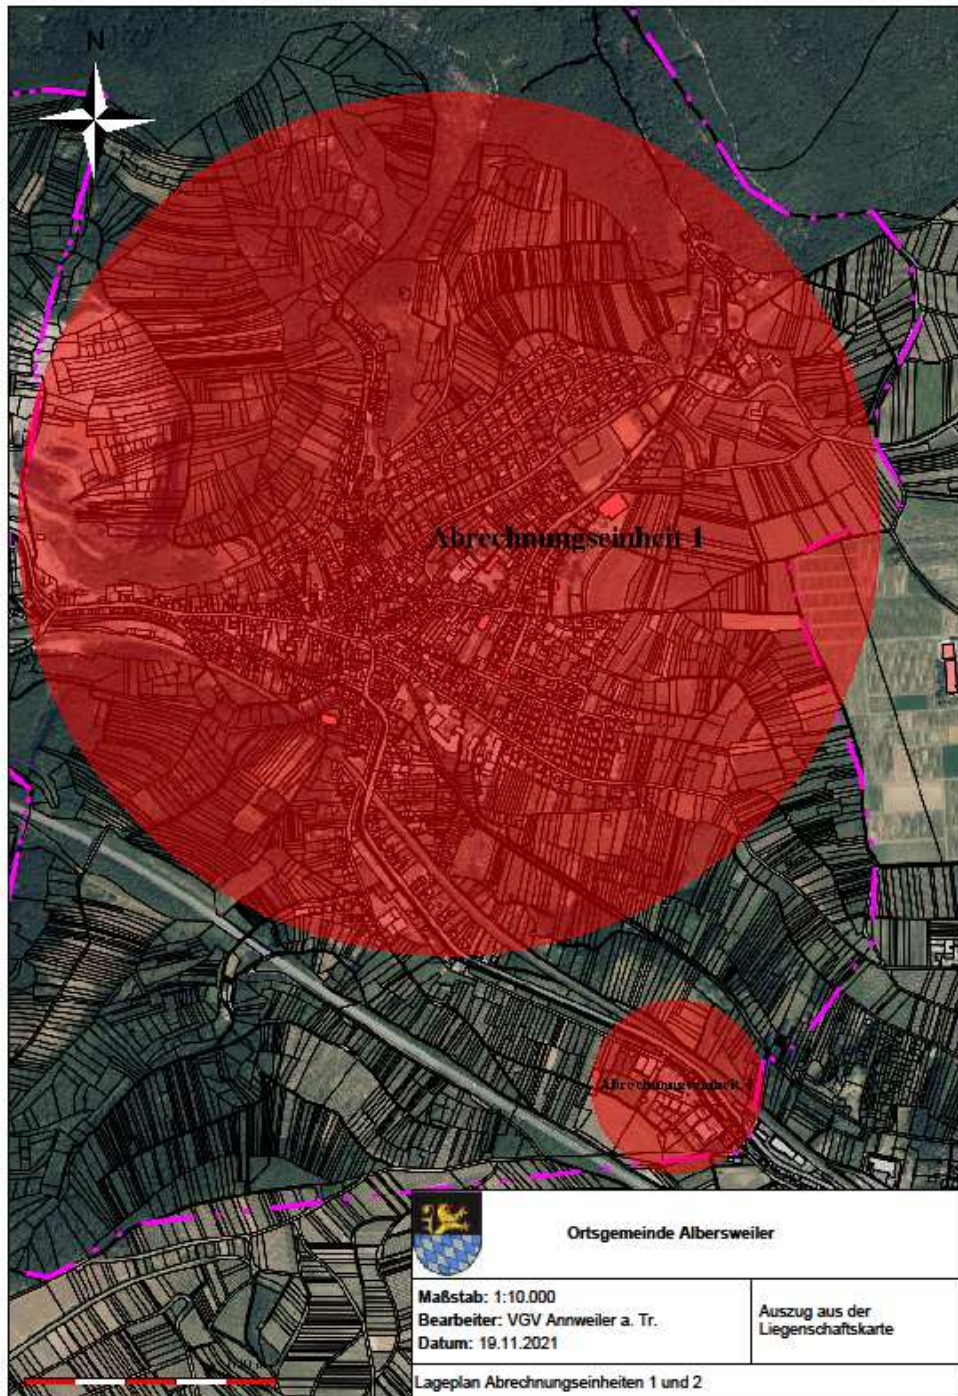 N
Abrechnungseinheit 1
Abrechnungseinheit
Ortsgemeinde Albersweiler
Maßstab: 1:10.000
Bearbeiter: VGV Annweiler a. Tr.
Datum: 19.11.2021
Auszug aus der
Liegenschaftskarte
Lageplan Abrechnungseinheiten 1 und 2